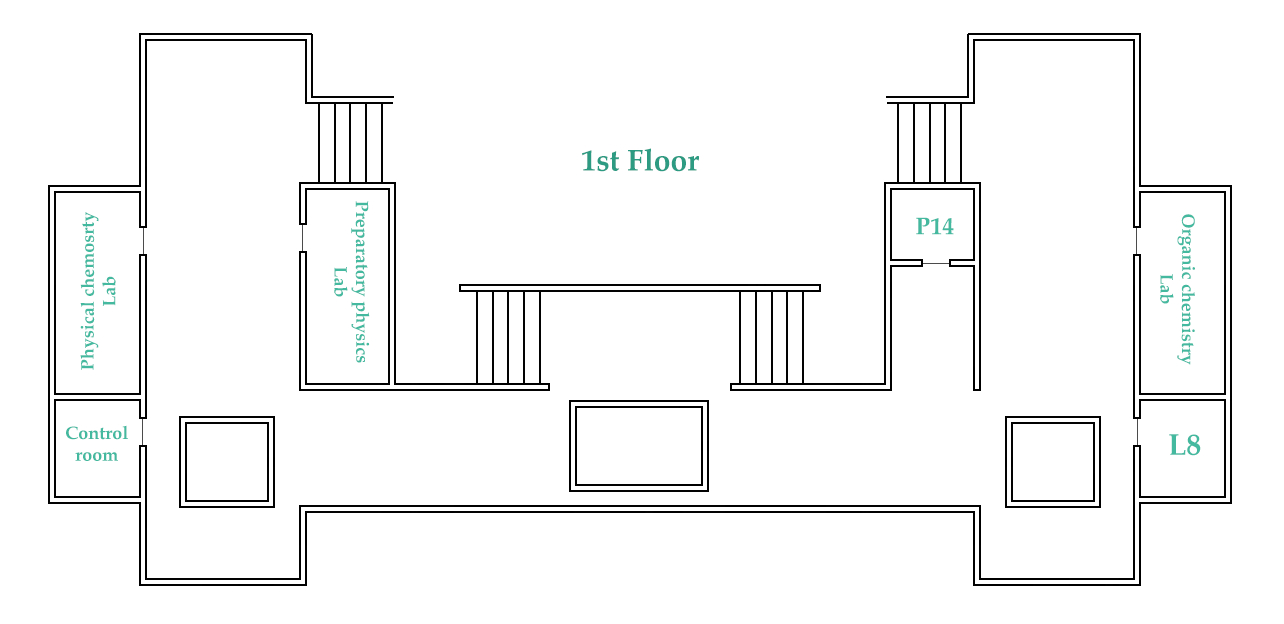 1st Floor
Physical chemosrty
Lab
Preparatory physics
Lab
P14
Organic chemistry
Lab
Control
room
L8